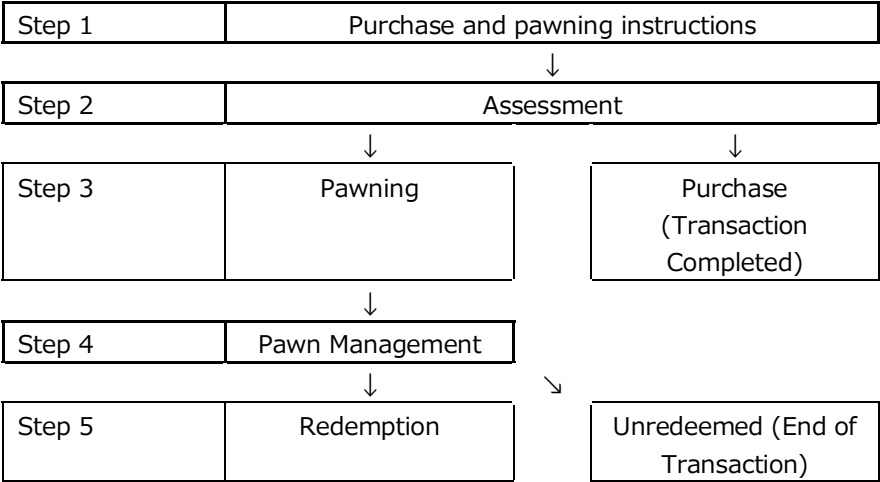 Step 1 Purchase and pawning instructions
↓
Step 2 Assessment
↓ ↓
Step 3 Pawning Purchase
(Transaction
Completed)
↓
Step 4 Pawn Management
↓ ↘
Step 5 Redemption Unredeemed (End of
Transaction)